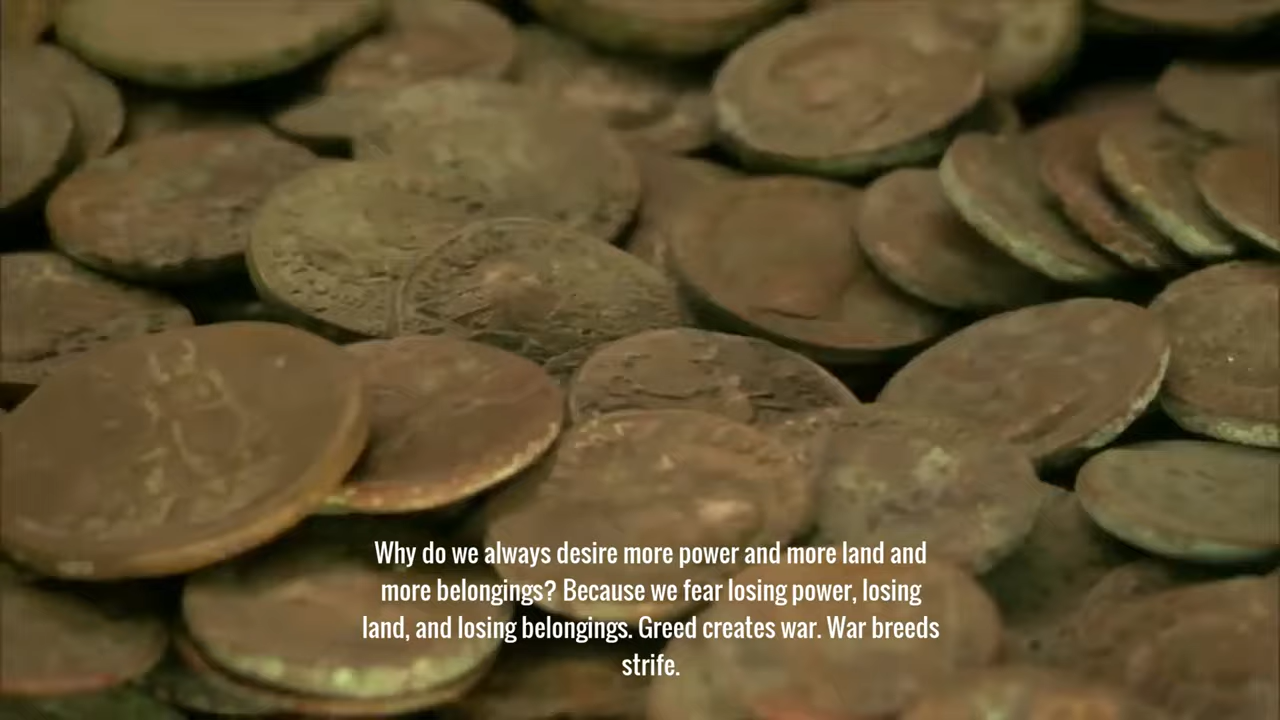 Why do we always desire more power and more land and
more belongings? Because we fear losing power, losing
land, and losing belongings. Greed creates war. War breeds
strife.